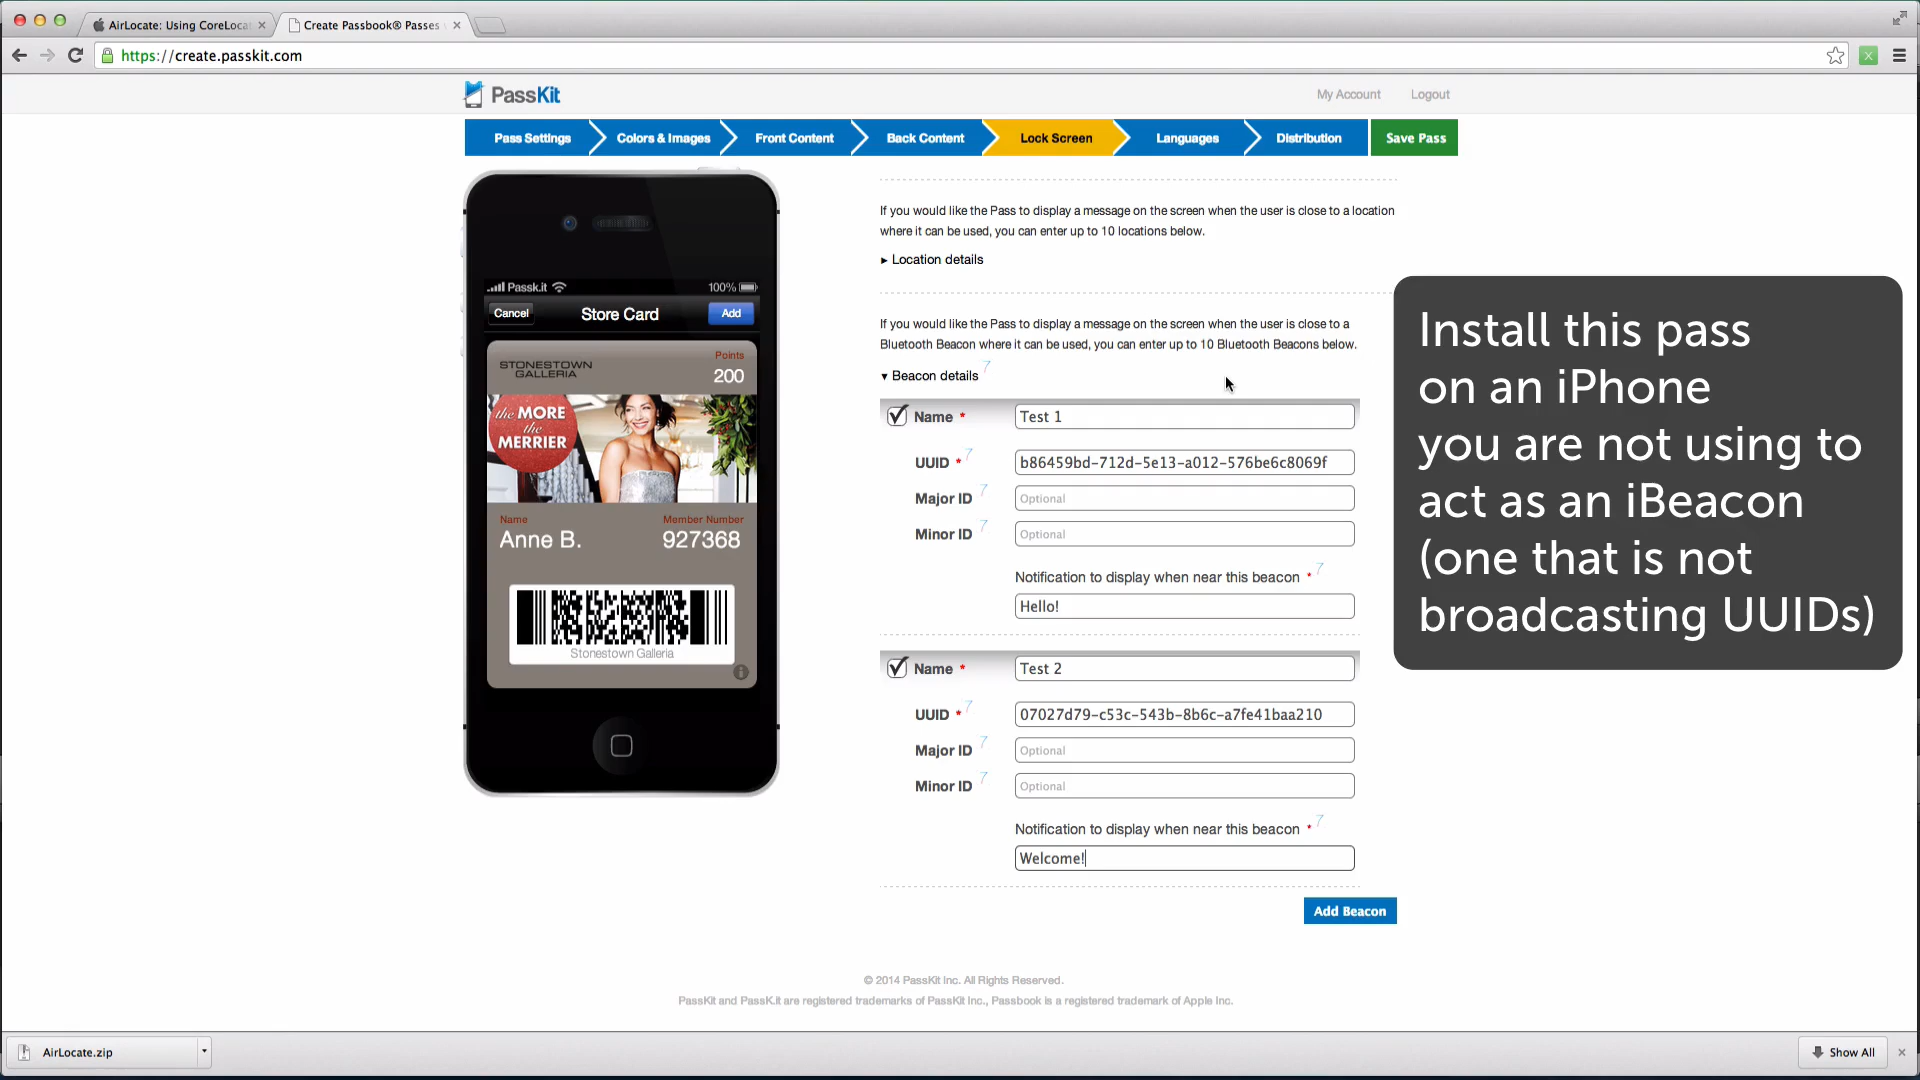 AirLocate: Using CoreLocat
Create Passbook® Passes
https://create.passkit.com
PassKit
My Account
Logout
Pass Settings
Colors & Images
Front Content
Back Content
Lock Screen
Languages
Distribution
Save Pass
Passk.it
100%
Cancel
Store Card
Add
STONESTOWN
GALLERIA
Points
200
the MORE
the
MERRIER
Name
Member Number
Anne B.
927368
Stonestown Galleria
If you would like the Pass to display a message on the screen when the user is close to a location
where it can be used, you can enter up to 10 locations below.
Location details
If you would like the Pass to display a message on the screen when the user is close to a
Bluetooth Beacon where it can be used, you can enter up to 10 Bluetooth Beacons below.
Beacon details ?
Name * Test 1
UUID * ? b86459bd-712d-5e13-a012-576be6c8069f
Major ID ? Optional
Minor ID ? Optional
Notification to display when near this beacon * ?
Hello!
Name * Test 2
UUID * ? 07027d79-c53c-543b-8b6c-a7fe41baa210
Major ID ? Optional
Minor ID ? Optional
Notification to display when near this beacon * ?
Welcome!
Add Beacon
Install this pass
on an iPhone
you are not using to
act as an iBeacon
(one that is not
broadcasting UUIDs)
© 2014 PassKit Inc. All Rights Reserved.
PassKit and PassK.it are registered trademarks of PassKit Inc., Passbook is a registered trademark of Apple Inc.
AirLocate.zip
Show All